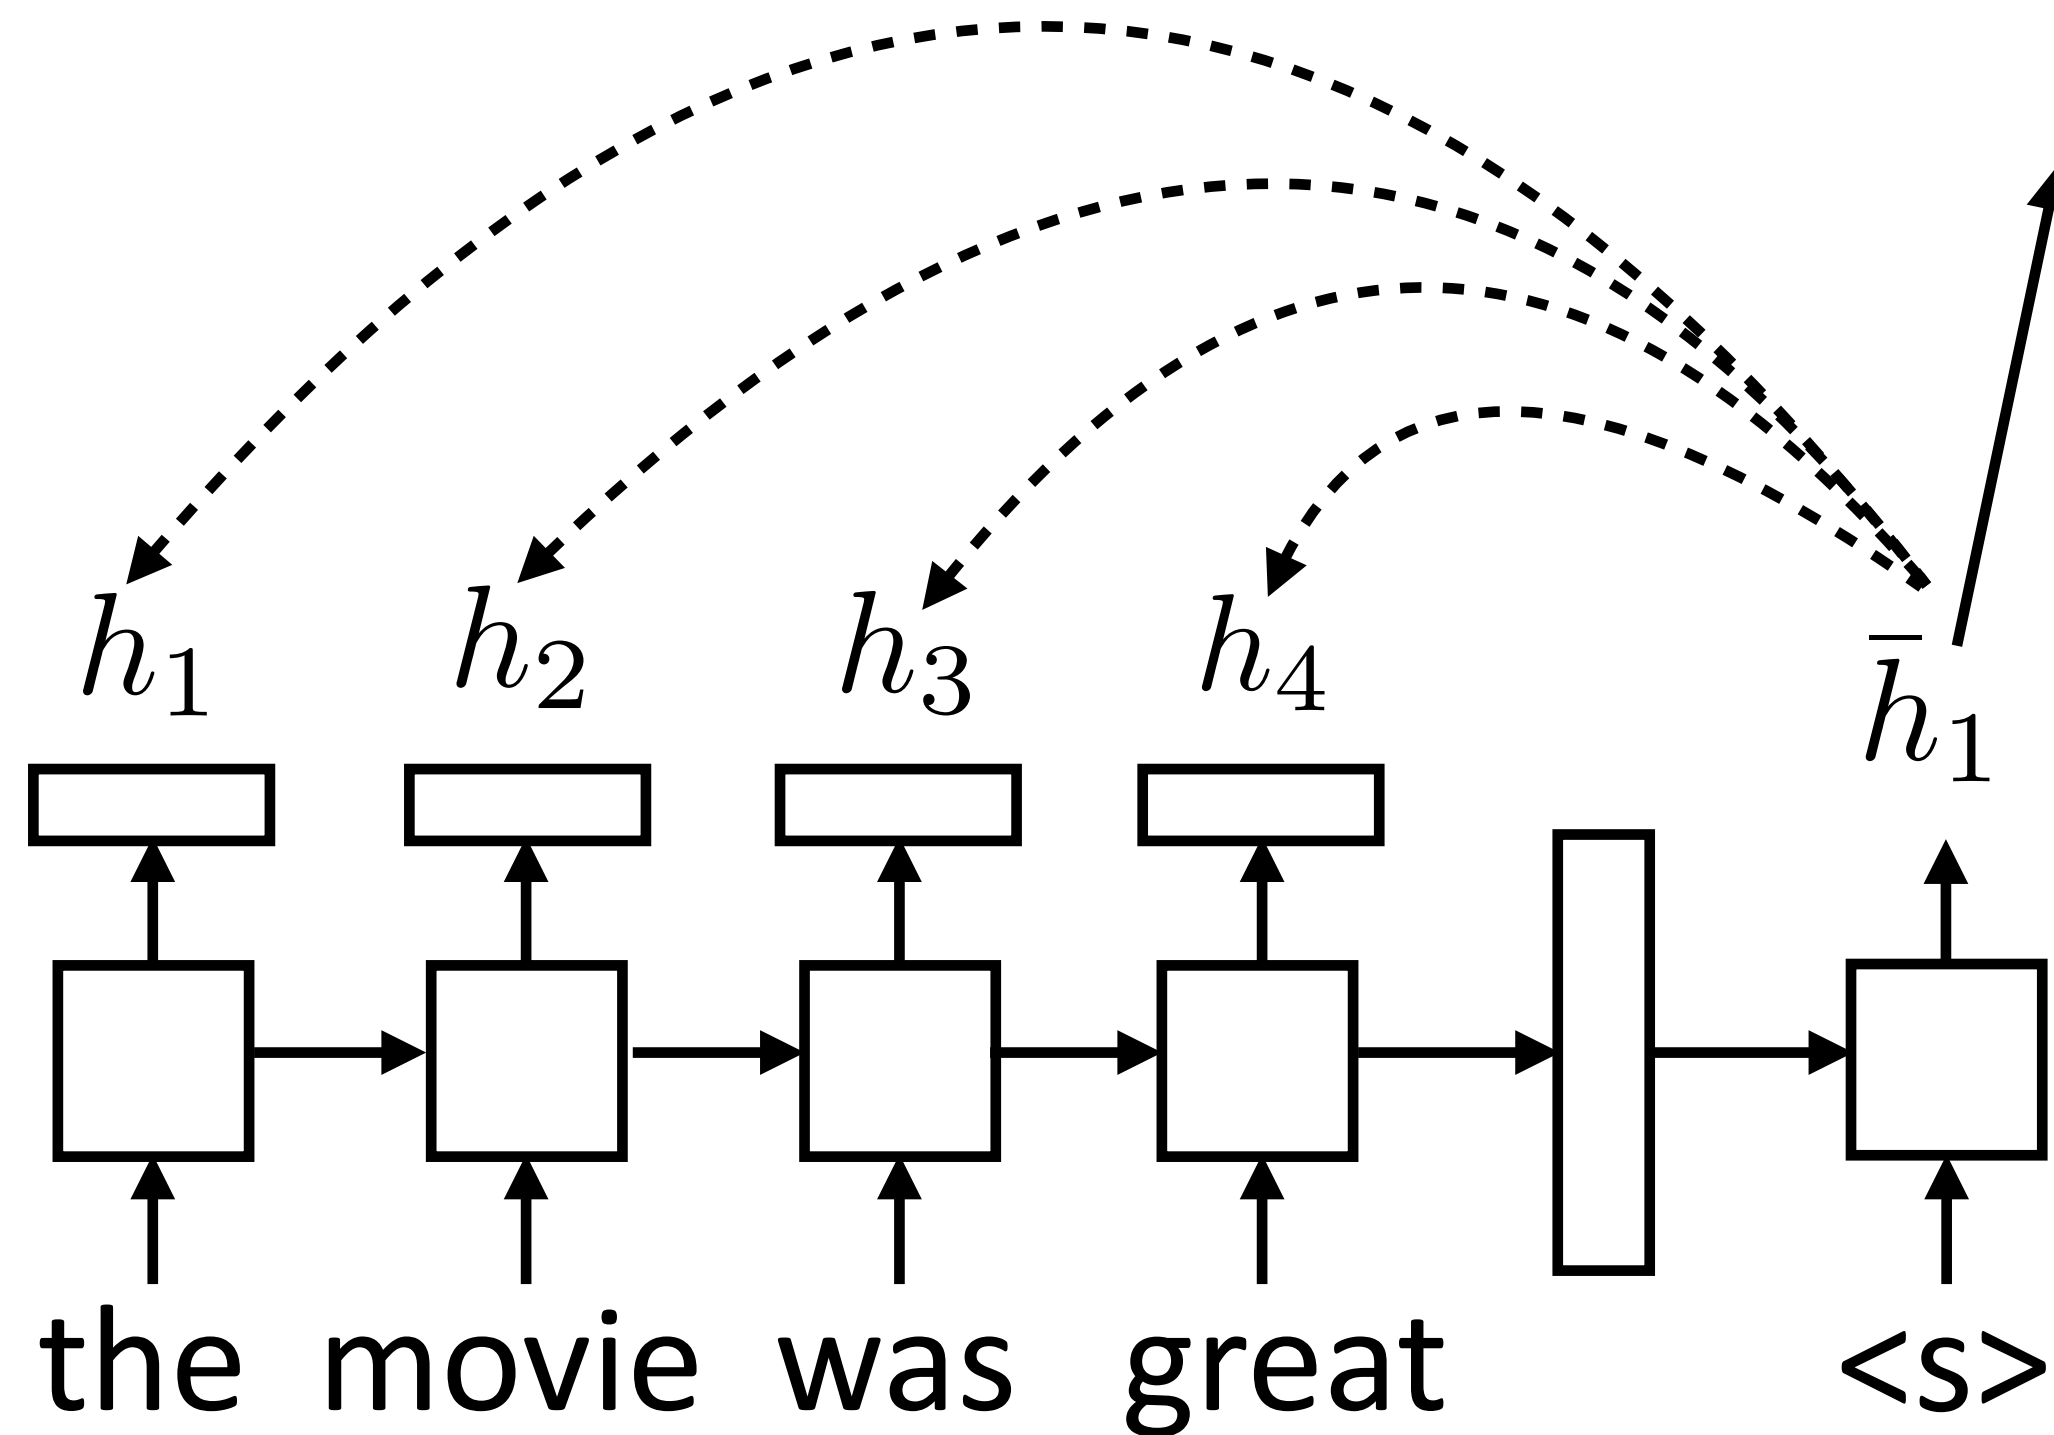 h₁ h₂ h₃ h₄ h̄₁
the movie was great <s>